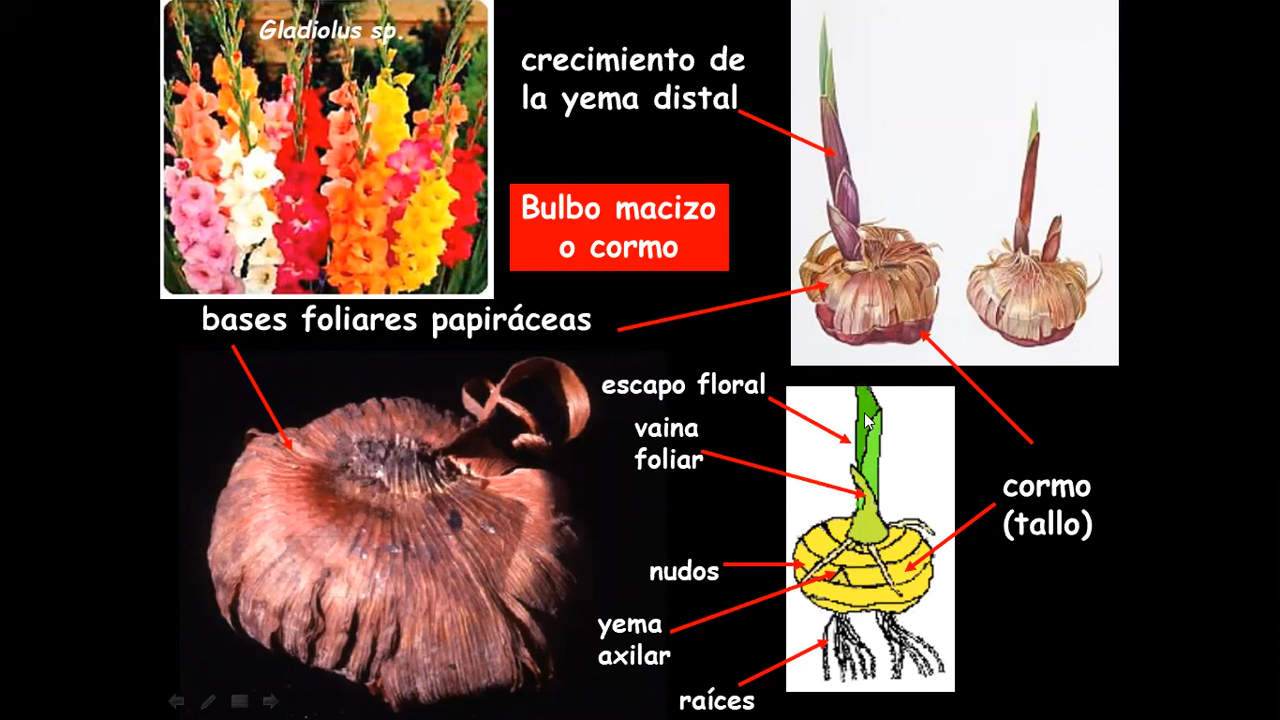 Gladiolus sp.
crecimiento de
la yema distal
Bulbo macizo
o cormo
bases foliares papiráceas
escapo floral
vaina
foliar
cormo
(tallo)
nudos
yema
axilar
raíces